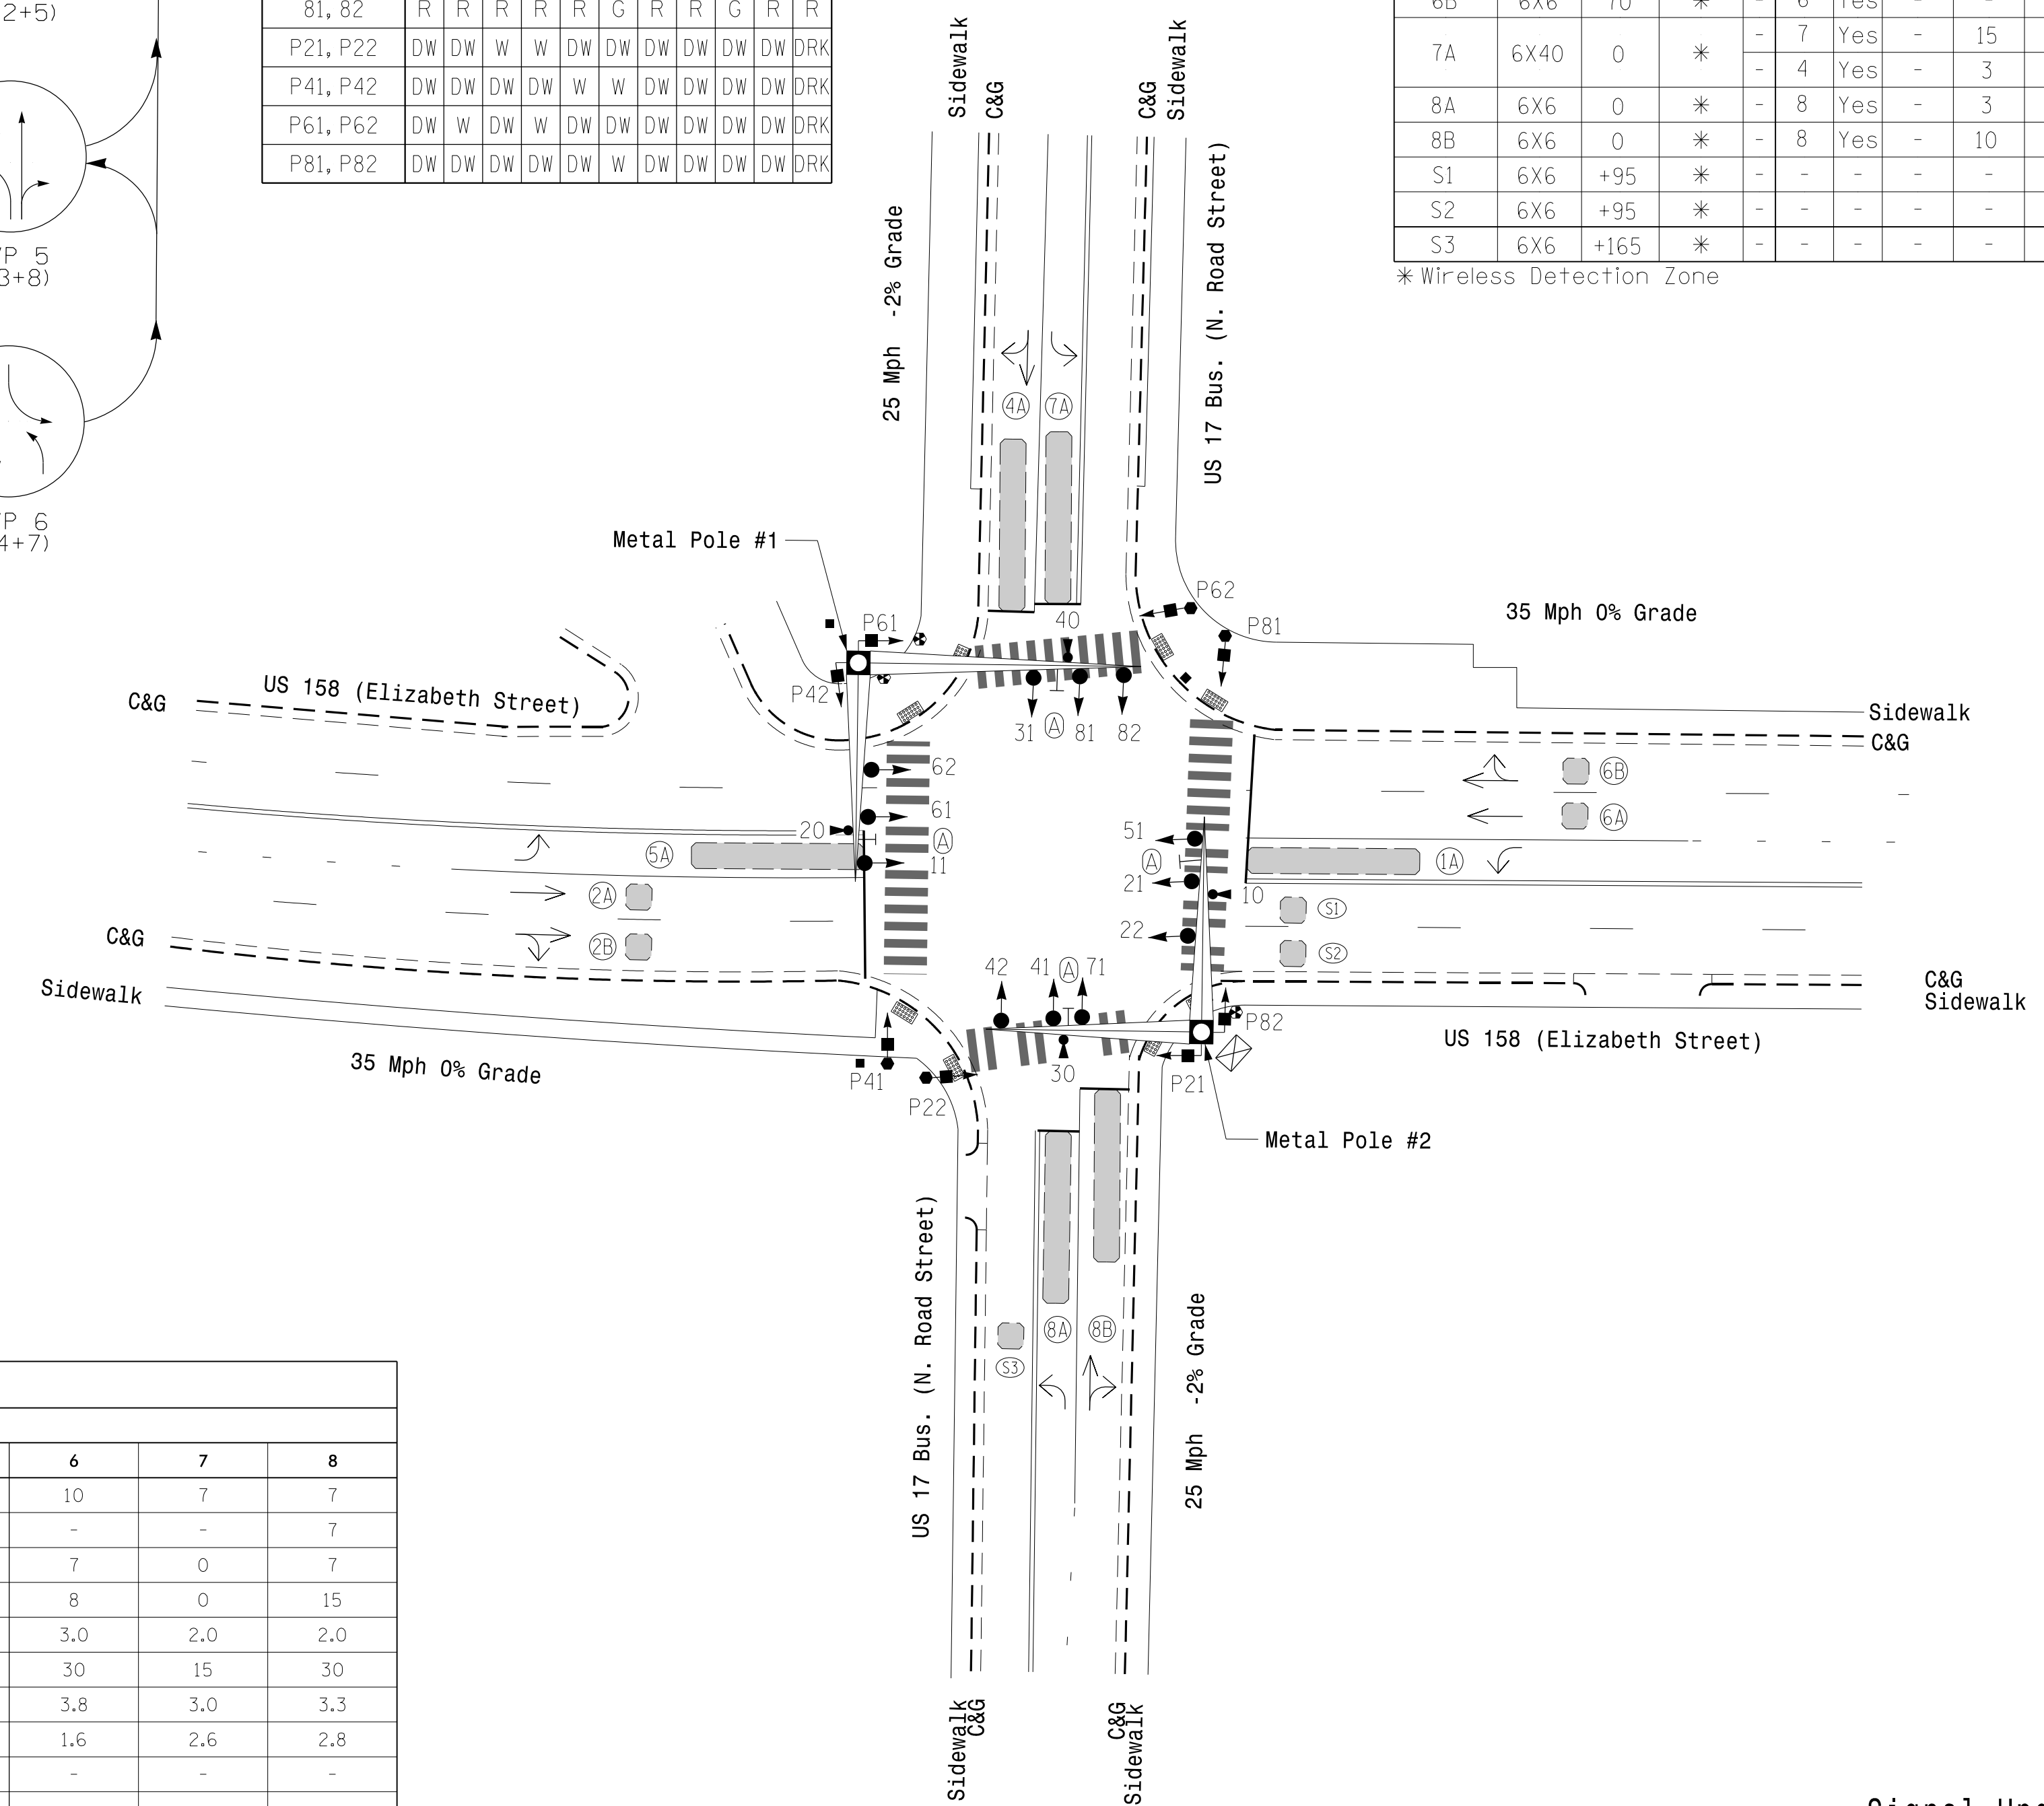 2+5)
P 5
3+8)
P 6
4+7)
81, 82 R R R R R G R R G R R
P21, P22 DW DW W W DW DW DW DW DW DW DRK
P41, P42 DW DW DW DW W W DW DW DW DW DRK
P61, P62 DW W DW W DW DW DW DW DW DW DRK
P81, P82 DW DW DW DW DW W DW DW DW DW DRK
6B 6X6 70 * - 6 Yes - -
7A 6X40 0 * - 7 Yes - 15
- 4 Yes - 3
8A 6X6 0 * - 8 Yes - 3
8B 6X6 0 * - 8 Yes - 10
S1 6X6 +95 * - - - - -
S2 6X6 +95 * - - - - -
S3 6X6 +165 * - - - - -
* Wireless Detection Zone
Sidewalk
C&G
C&G
Sidewalk
25 Mph -2% Grade
US 17 Bus. (N. Road Street)
4A 7A
Metal Pole #1
P61
40
P62
P81
35 Mph 0% Grade
P42
US 158 (Elizabeth Street)
C&G
31 A 81 82
Sidewalk
C&G
62
61
20
A
11
5A
2A
2B
6B
6A
1A
51
A
21
10
22
S1
S2
C&G
Sidewalk
42 41 A 71
C&G
Sidewalk
35 Mph 0% Grade
P41
P22
30
P21
P82
US 158 (Elizabeth Street)
Metal Pole #2
US 17 Bus. (N. Road Street)
25 Mph -2% Grade
S3
8A 8B
Sidewalk
C&G
C&G
Sidewalk
6 7 8
10 7 7
- - 7
7 0 7
8 0 15
3.0 2.0 2.0
30 15 30
3.8 3.0 3.3
1.6 2.6 2.8
- - -
Signal